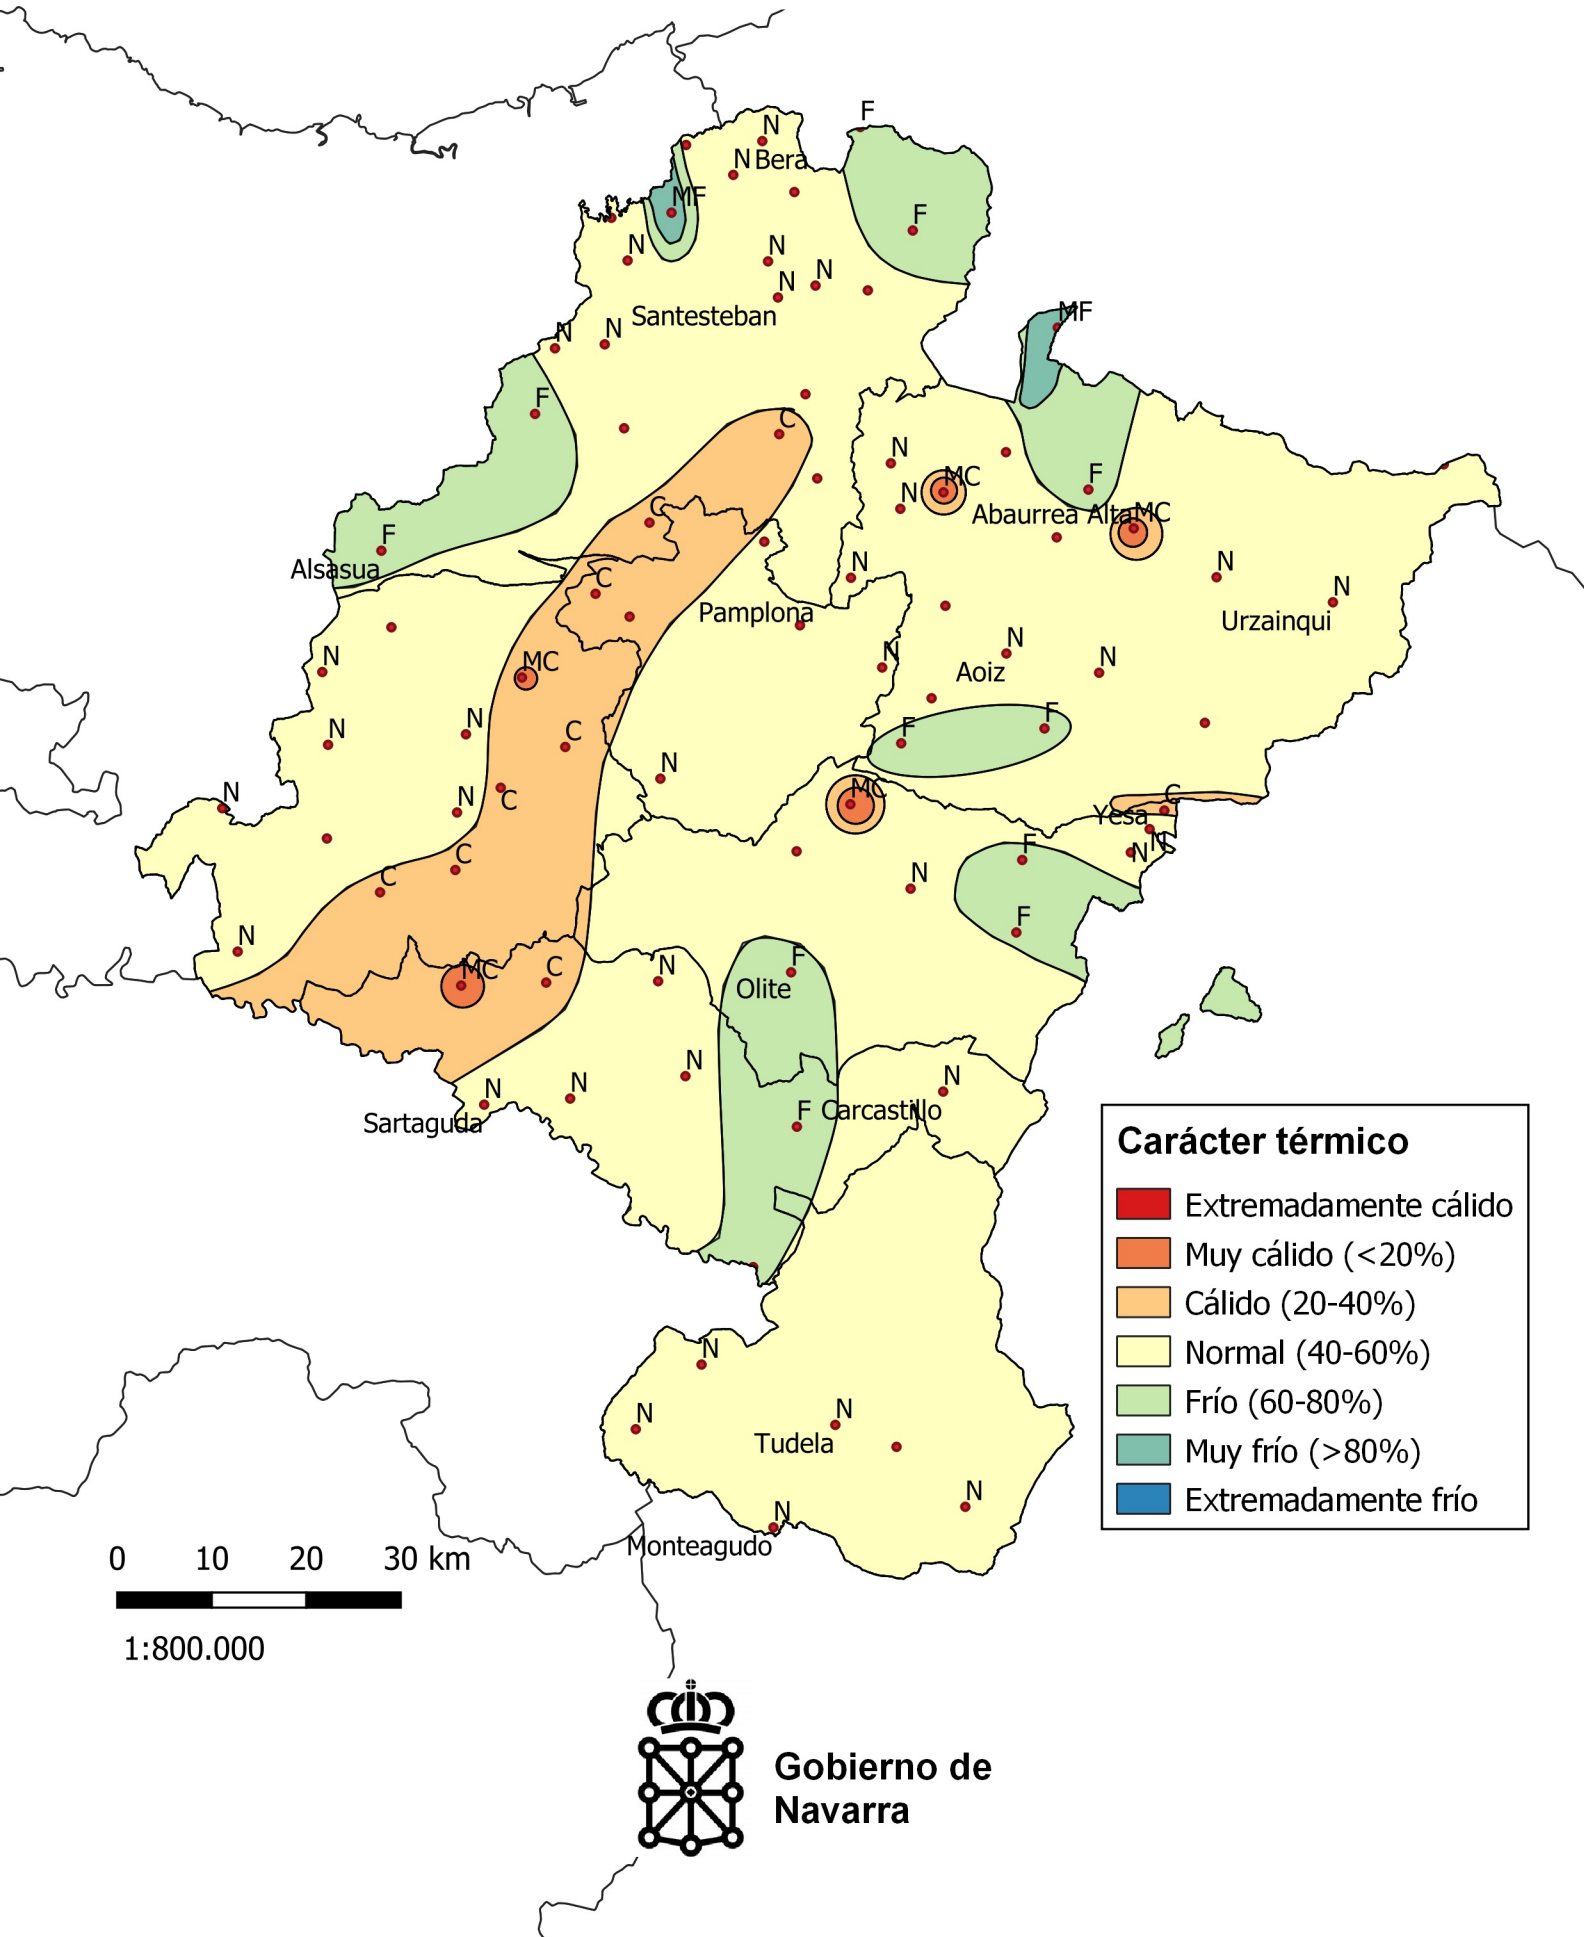 F
N
N Bera
MF
F
N
N
N
N
Santesteban
MF
N
N
F
C
N
MC
F
C
N
Abaurrea Alta
MC
F
Alsasua
C
N
N
N
Pamplona
Urzainqui
N
N
N
N
MC
Aoiz
N
N
C
F
F
N
N
N
C
MC
C
N
Yesa
N
N
C
F
C
N
F
N
MC
C
N
F
Olite
N
N
N
N
F
Carcastillo
Sartaguda
N
N
N
Tudela
N
N
Monteagudo
Carácter térmico
Extremadamente cálido
Muy cálido (<20%)
Cálido (20-40%)
Normal (40-60%)
Frío (60-80%)
Muy frío (>80%)
Extremadamente frío
0 10 20 30 km
1:800.000
Gobierno de
Navarra